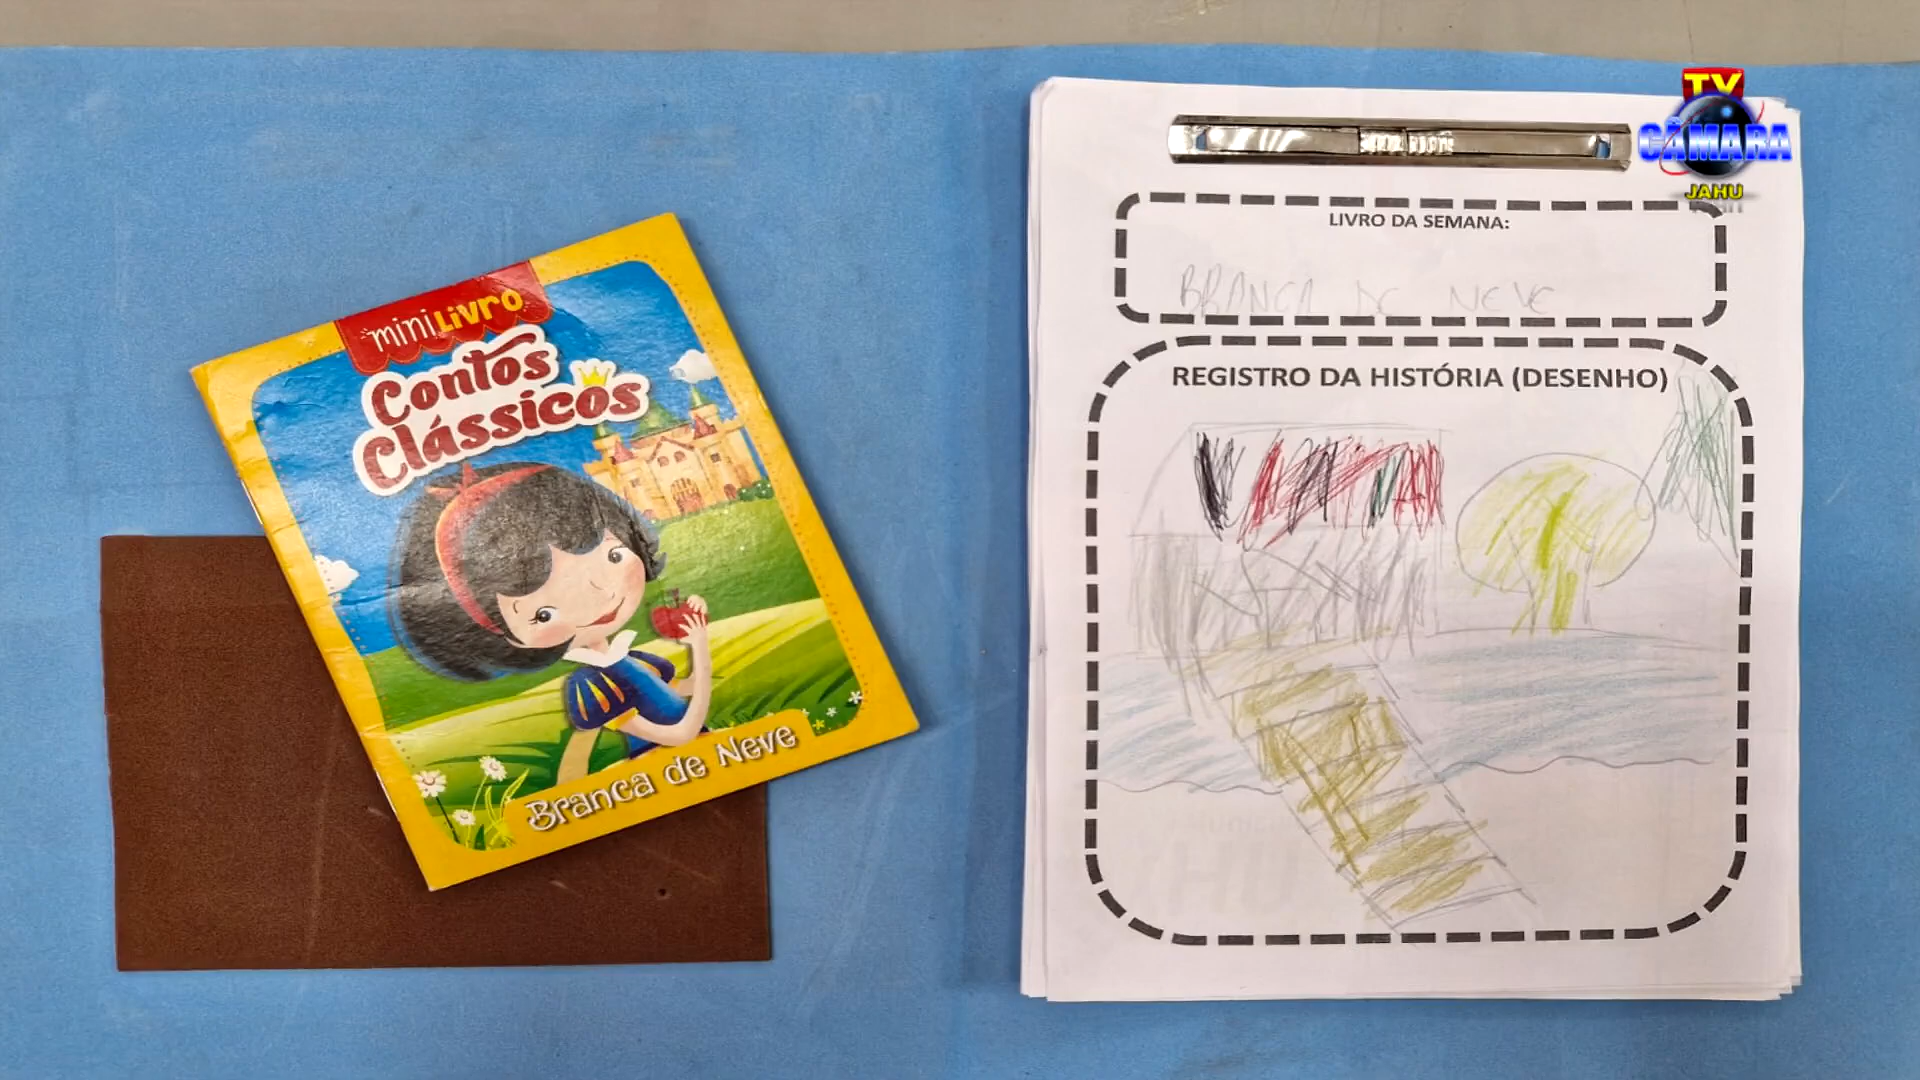 mini LIVRO
Contos
Clássicos
Branca de Neve
TV
CÂMARA
JAHU
LIVRO DA SEMANA:
BRANCA DE NEVE
REGISTRO DA HISTÓRIA (DESENHO)